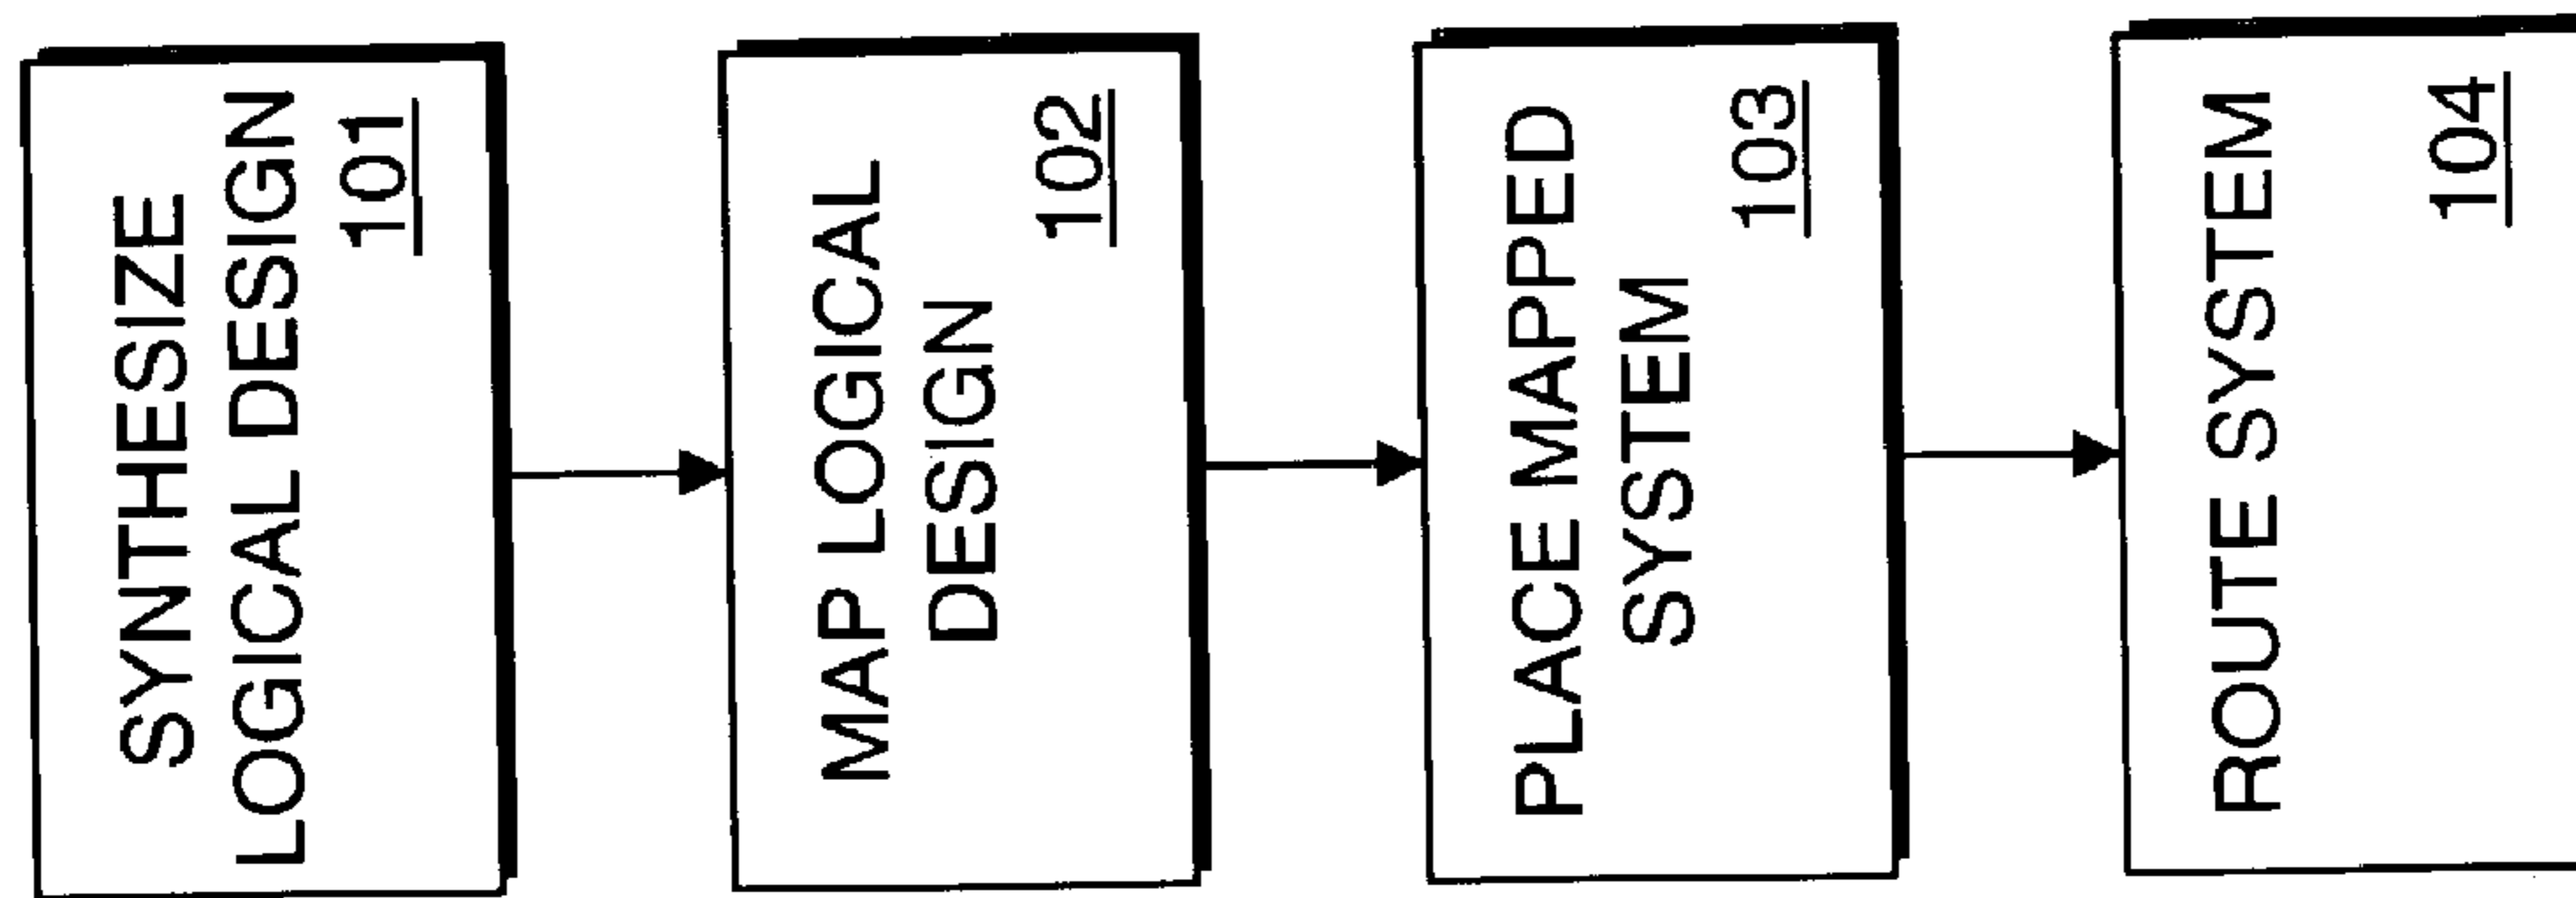 SYNTHESIZE
LOGICAL DESIGN
101
MAP LOGICAL
DESIGN
102
PLACE MAPPED
SYSTEM
103
ROUTE SYSTEM
104